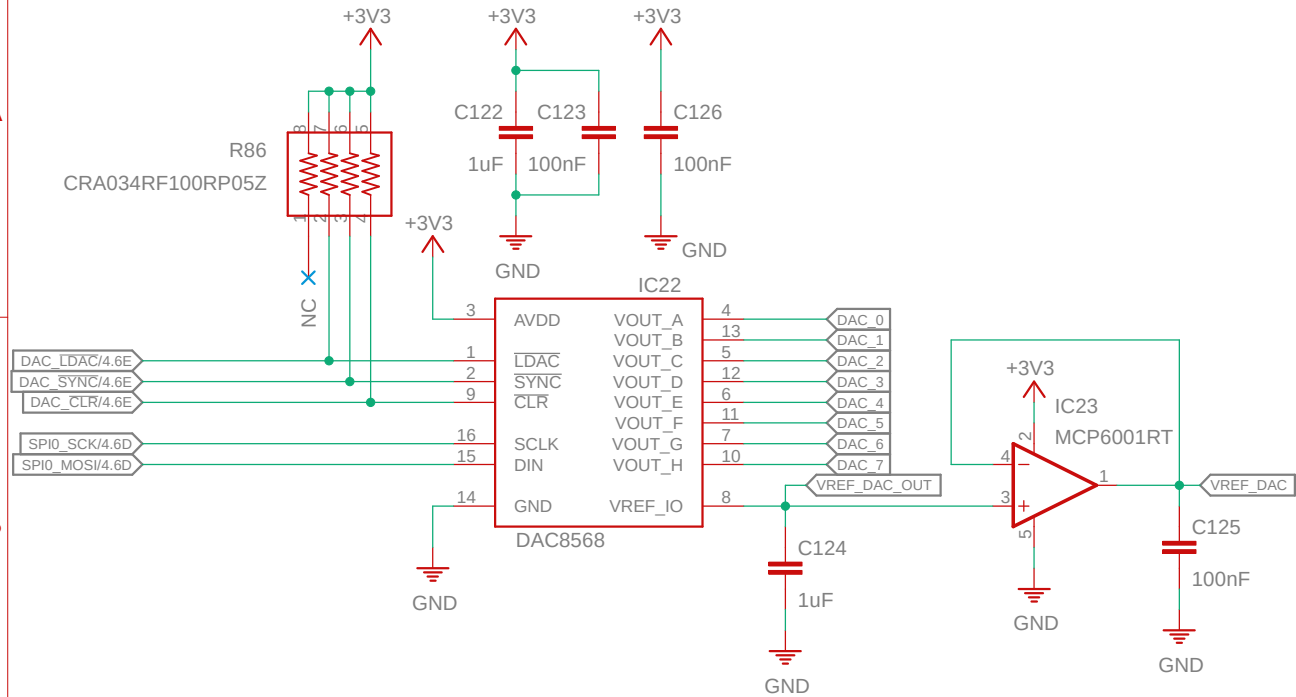 +3V3
+3V3
+3V3
C122
C123
C126
1uF
100nF
100nF
R86
CRA034RF100RP05Z
8
7
6
5
1
2
3
4
NC
+3V3
GND
GND
IC22
3
AVDD
VOUT_A
4
DAC_0
VOUT_B
13
DAC_1
DAC_LDAC/4.6E
1
LDAC
VOUT_C
5
DAC_2
DAC_SYNC/4.6E
2
SYNC
VOUT_D
12
DAC_3
DAC_CLR/4.6E
9
CLR
VOUT_E
6
DAC_4
VOUT_F
11
DAC_5
SPI0_SCK/4.6D
16
SCLK
VOUT_G
7
DAC_6
SPI0_MOSI/4.6D
15
DIN
VOUT_H
10
DAC_7
VREF_DAC_OUT
14
GND
VREF_IO
8
DAC8568
GND
C124
1uF
GND
+3V3
IC23
MCP6001RT
2
4
3
1
5
VREF_DAC
GND
C125
100nF
GND